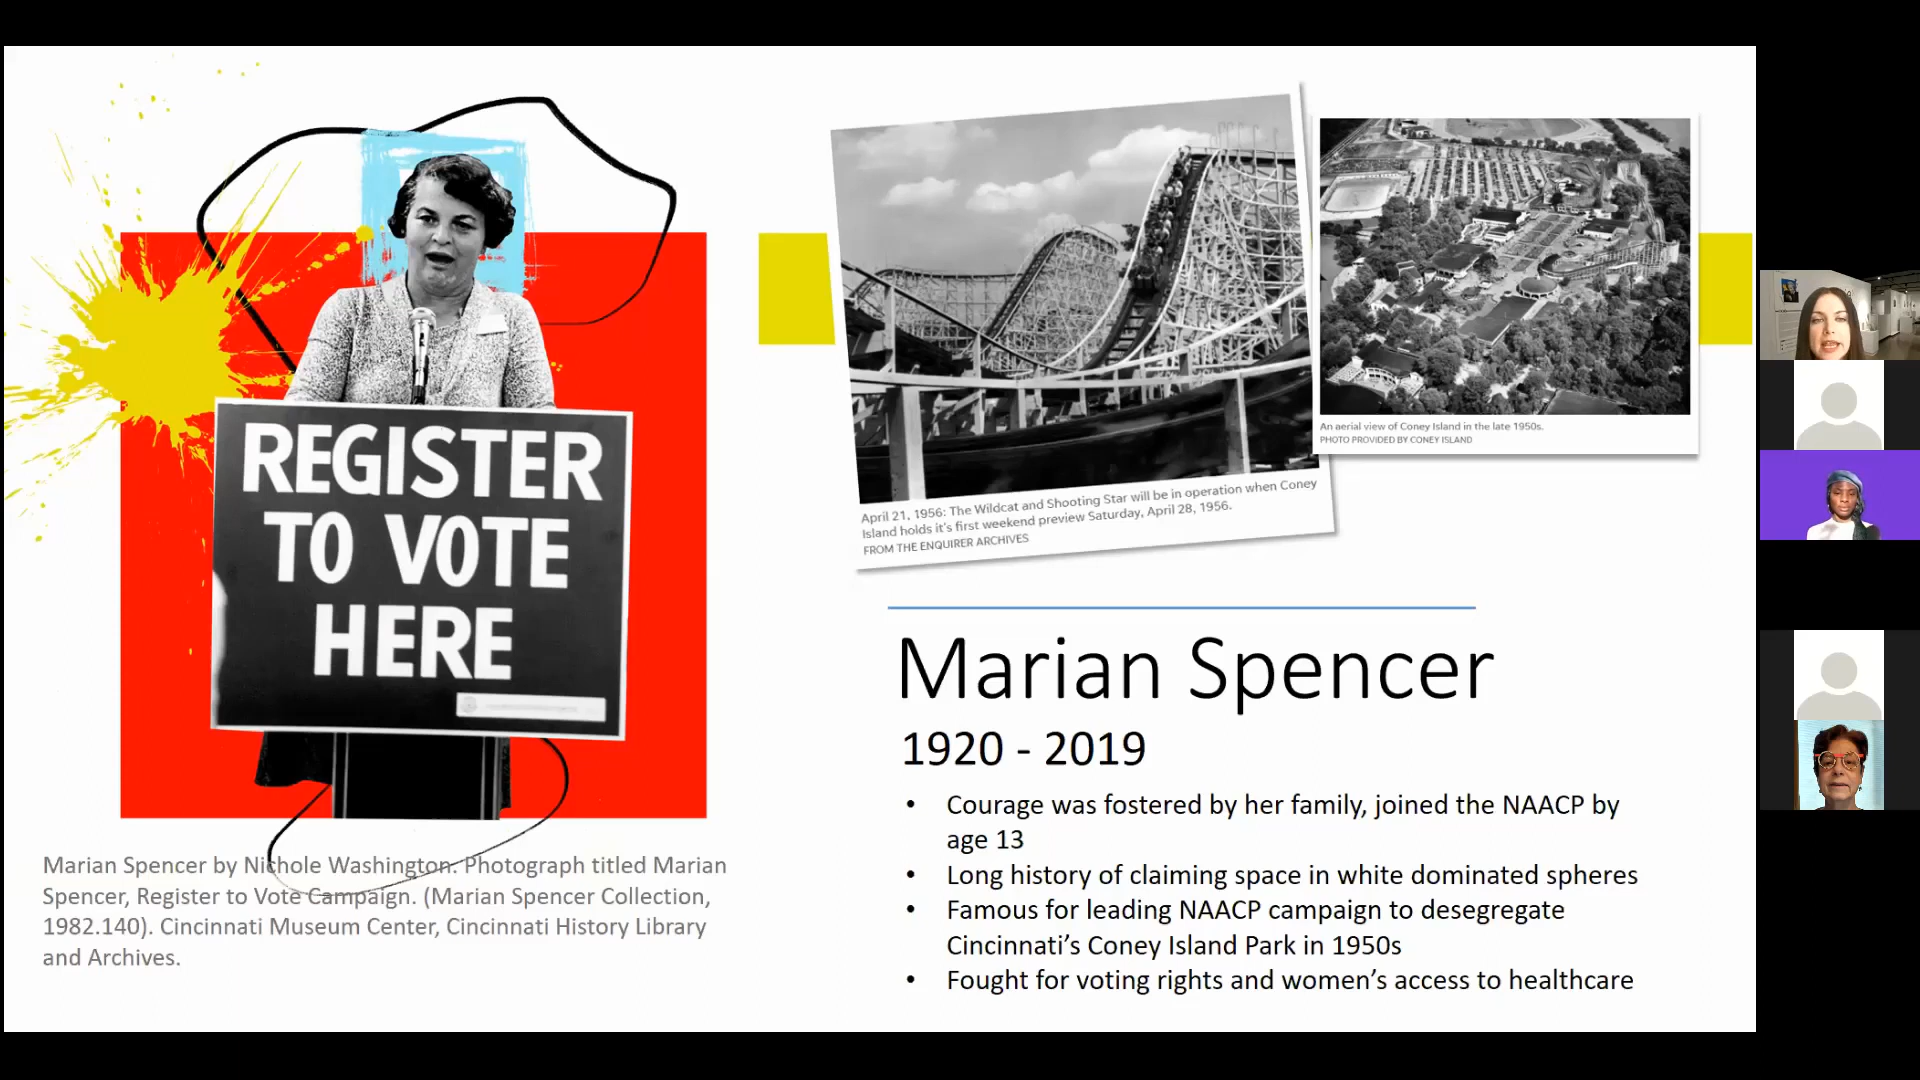 REGISTER
TO VOTE
HERE
Marian Spencer by Nichole Washington. Photograph titled Marian
Spencer, Register to Vote Campaign. (Marian Spencer Collection,
1982.140). Cincinnati Museum Center, Cincinnati History Library
and Archives.
April 21, 1956: The Wildcat and Shooting Star will be in operation when Coney
Island holds it's first weekend preview Saturday, April 28, 1956.
FROM THE ENQUIRER ARCHIVES
An aerial view of Coney Island in the late 1950s.
PHOTO PROVIDED BY CONEY ISLAND
Marian Spencer
1920 - 2019
• Courage was fostered by her family, joined the NAACP by
age 13
• Long history of claiming space in white dominated spheres
• Famous for leading NAACP campaign to desegregate
Cincinnati’s Coney Island Park in 1950s
• Fought for voting rights and women’s access to healthcare